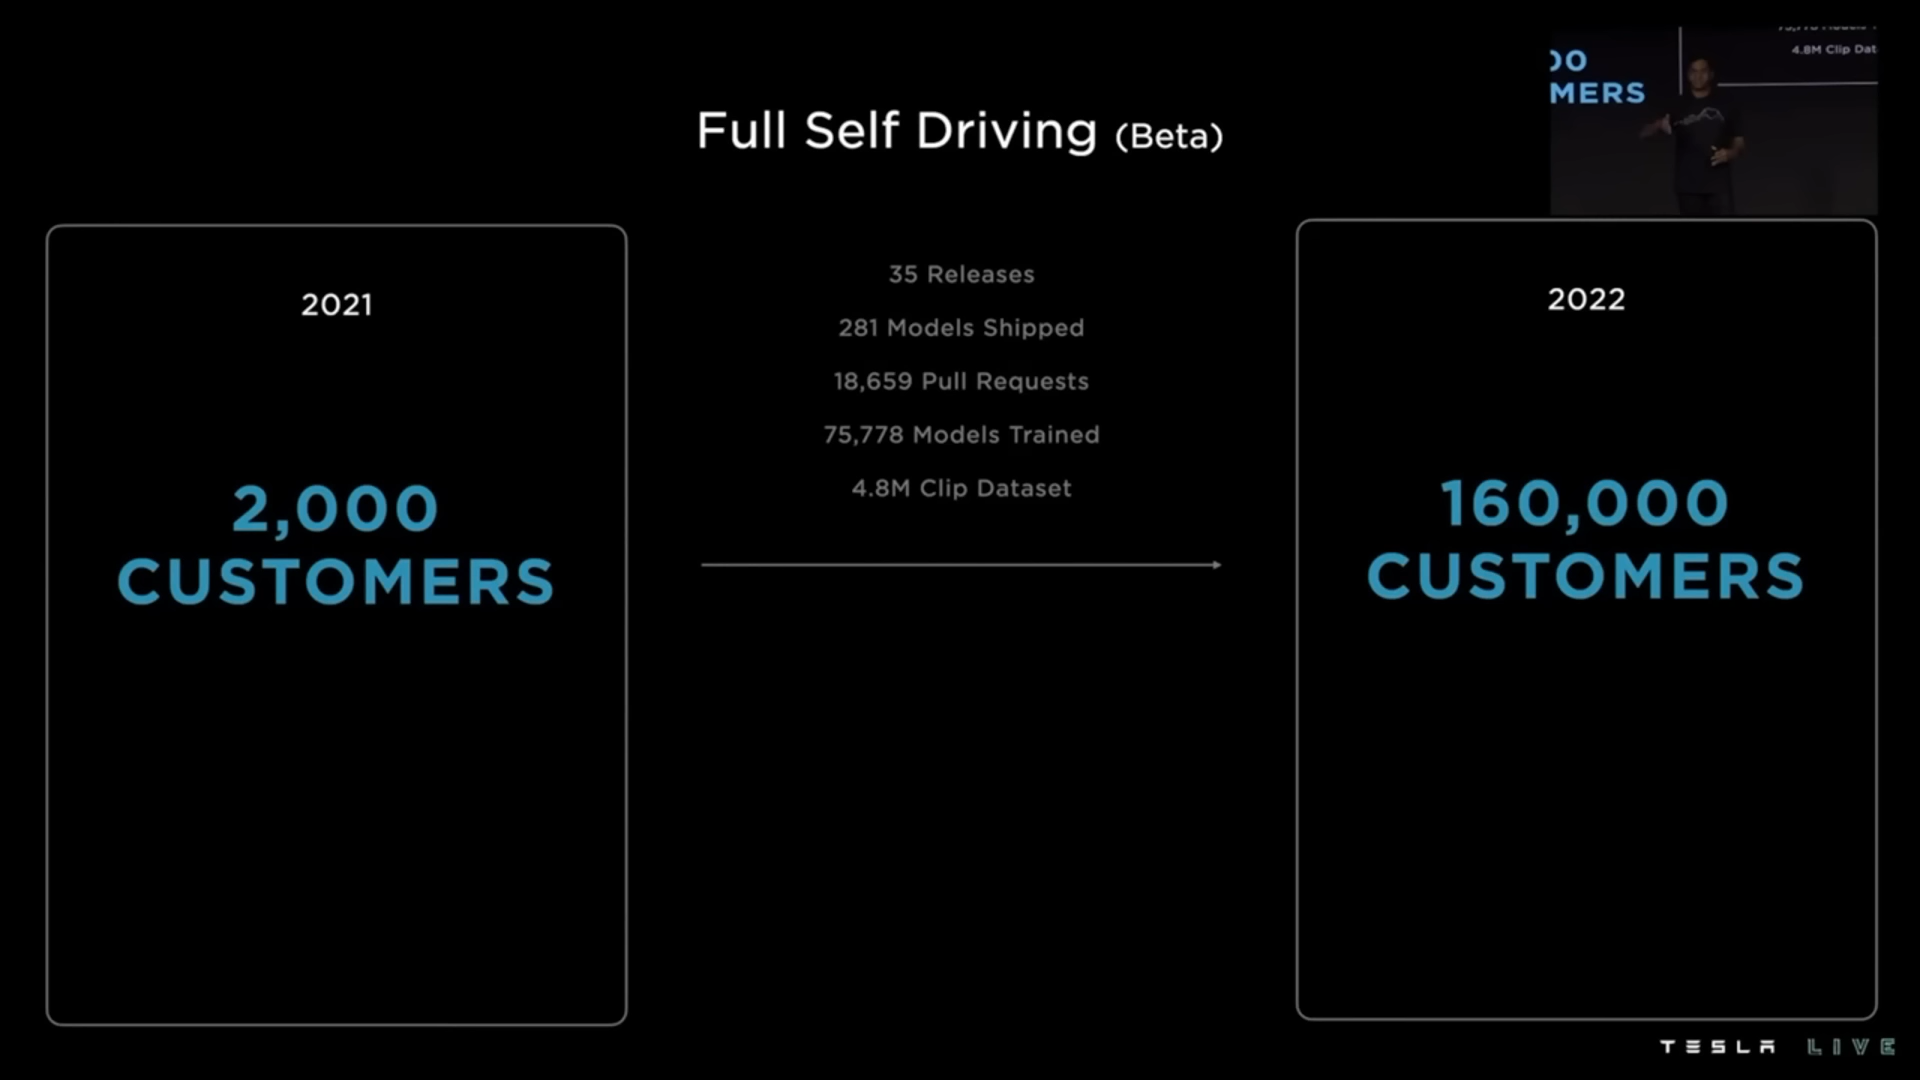 Full Self Driving (Beta)
2021
2,000
CUSTOMERS
35 Releases
281 Models Shipped
18,659 Pull Requests
75,778 Models Trained
4.8M Clip Dataset
2022
160,000
CUSTOMERS
00
MERS
4.8M Clip Dat
TESLA LIVE